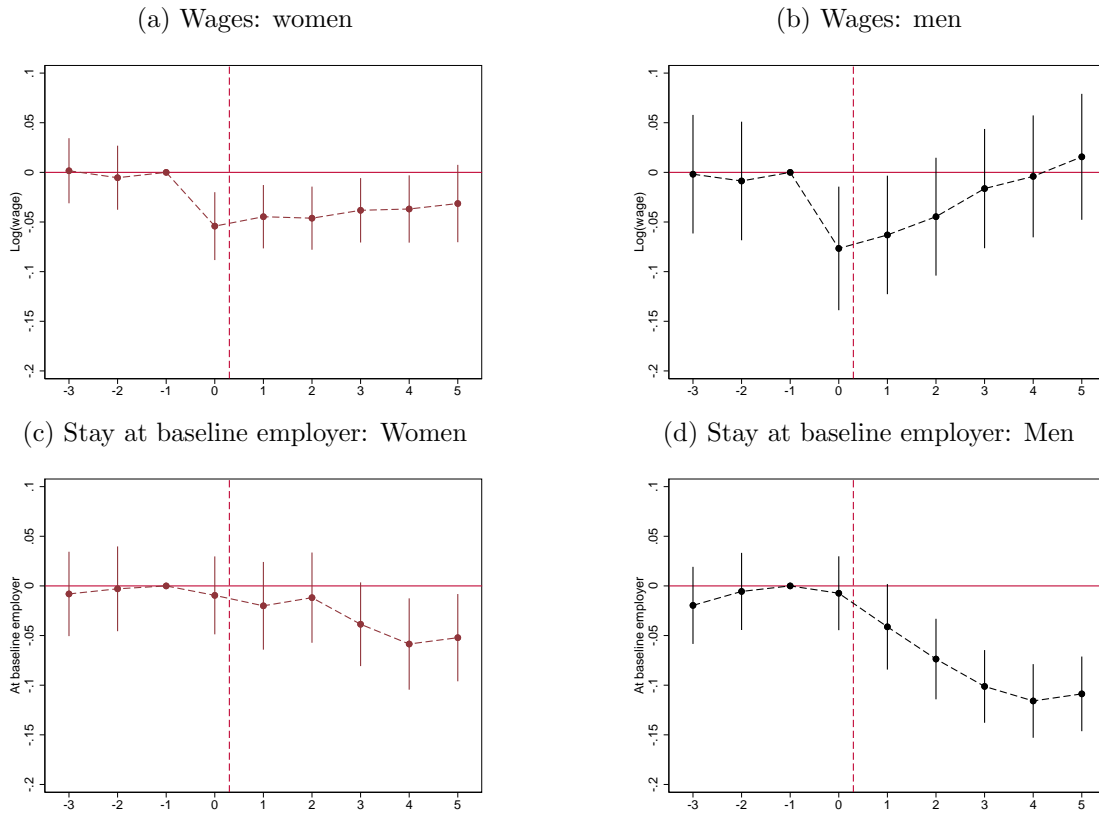 (a) Wages: women
(b) Wages: men
Log(wage)
.1
.05
0
-.05
-.1
-.15
-.2
-3 -2 -1 0 1 2 3 4 5
Log(wage)
.1
.05
0
-.05
-.1
-.15
-.2
-3 -2 -1 0 1 2 3 4 5
(c) Stay at baseline employer: Women
(d) Stay at baseline employer: Men
At baseline employer
.1
.05
0
-.05
-.1
-.15
-.2
-3 -2 -1 0 1 2 3 4 5
At baseline employer
.1
.05
0
-.05
-.1
-.15
-.2
-3 -2 -1 0 1 2 3 4 5